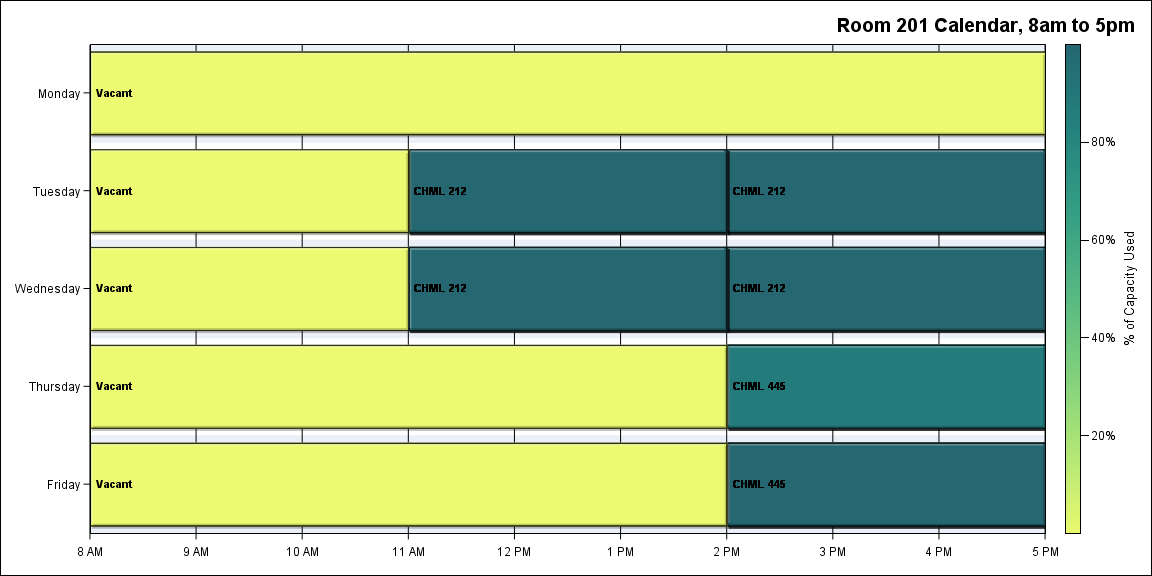 Room 201 Calendar, 8am to 5pm
Monday
Vacant
Tuesday
Vacant
CHML 212
CHML 212
Wednesday
Vacant
CHML 212
CHML 212
Thursday
Vacant
CHML 445
Friday
Vacant
CHML 445
8 AM
9 AM
10 AM
11 AM
12 PM
1 PM
2 PM
3 PM
4 PM
5 PM
80%
60%
40%
20%
% of Capacity Used